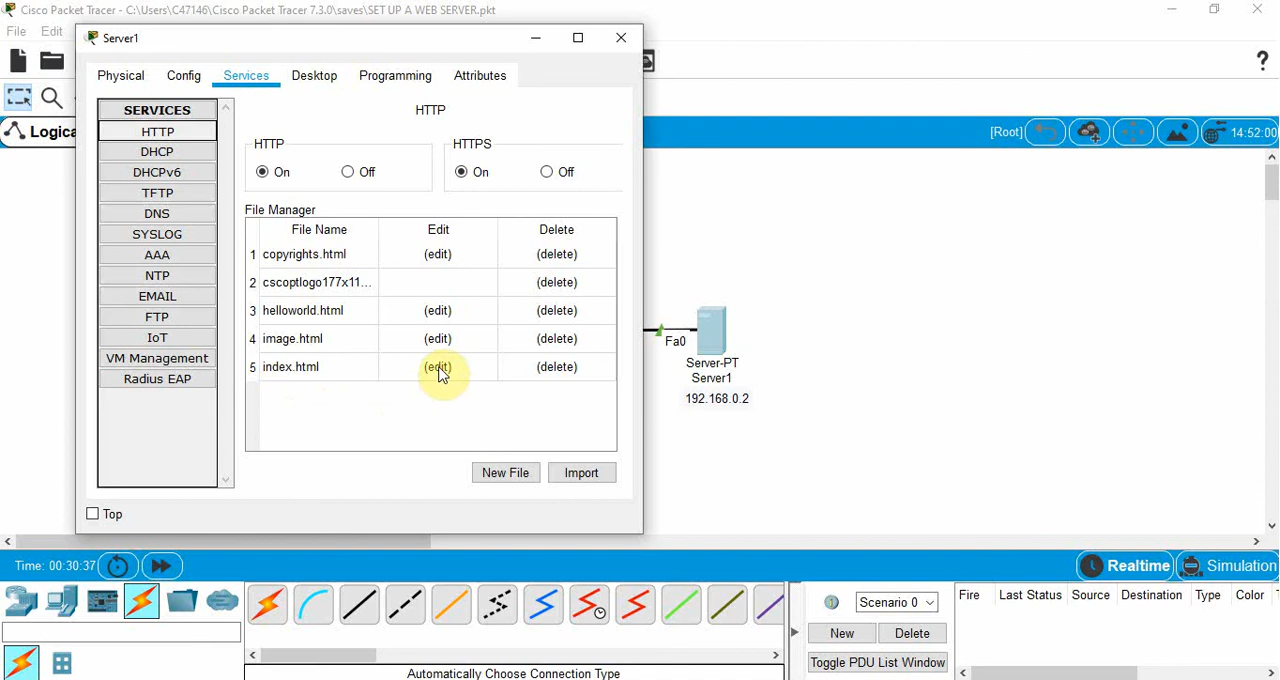 Cisco Packet Tracer - C:\Users\C47146\Cisco Packet Tracer 7.3.0\saves\SET UP A WEB SERVER.pkt
File Edit
Server1
Physical Config Services Desktop Programming Attributes
Logica
[Root] 14:52:00
SERVICES
HTTP
DHCP
DHCPv6
TFTP
DNS
SYSLOG
AAA
NTP
EMAIL
FTP
IoT
VM Management
Radius EAP
HTTP
HTTP
On Off
HTTPS
On Off
File Manager
File Name Edit Delete
1 copyrights.html (edit) (delete)
2 cscoptlogo177x11... (delete)
3 helloworld.html (edit) (delete)
4 image.html (edit) (delete)
5 index.html (edit) (delete)
New File Import
Top
Fa0
Server-PT
Server1
192.168.0.2
Time: 00:30:37
Realtime Simulation
Scenario 0
New Delete
Toggle PDU List Window
Fire Last Status Source Destination Type Color
Automatically Choose Connection Type